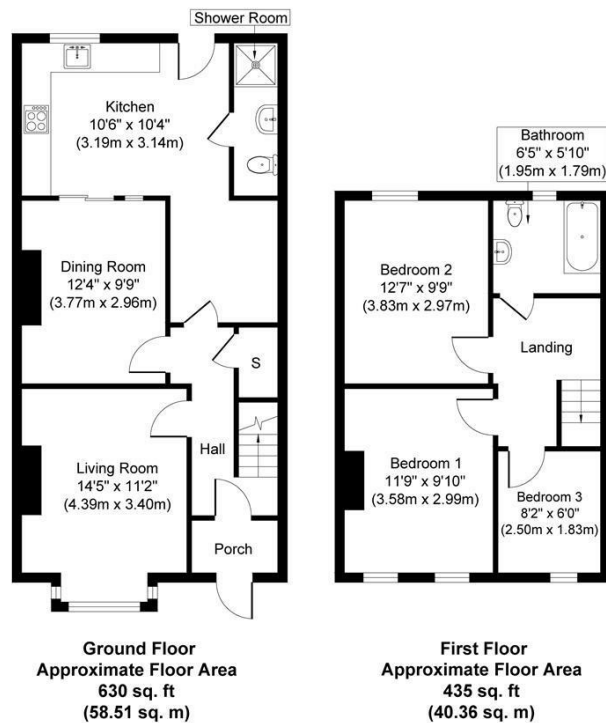 Shower Room
Kitchen
10'6" x 10'4"
(3.19m x 3.14m)
Dining Room
12'4" x 9'9"
(3.77m x 2.96m)
S
Hall
Living Room
14'5" x 11'2"
(4.39m x 3.40m)
Porch
Ground Floor
Approximate Floor Area
630 sq. ft
(58.51 sq. m)
Bathroom
6'5" x 5'10"
(1.95m x 1.79m)
Bedroom 2
12'7" x 9'9"
(3.83m x 2.97m)
Landing
Bedroom 1
11'9" x 9'10"
(3.58m x 2.99m)
Bedroom 3
8'2" x 6'0"
(2.50m x 1.83m)
First Floor
Approximate Floor Area
435 sq. ft
(40.36 sq. m)